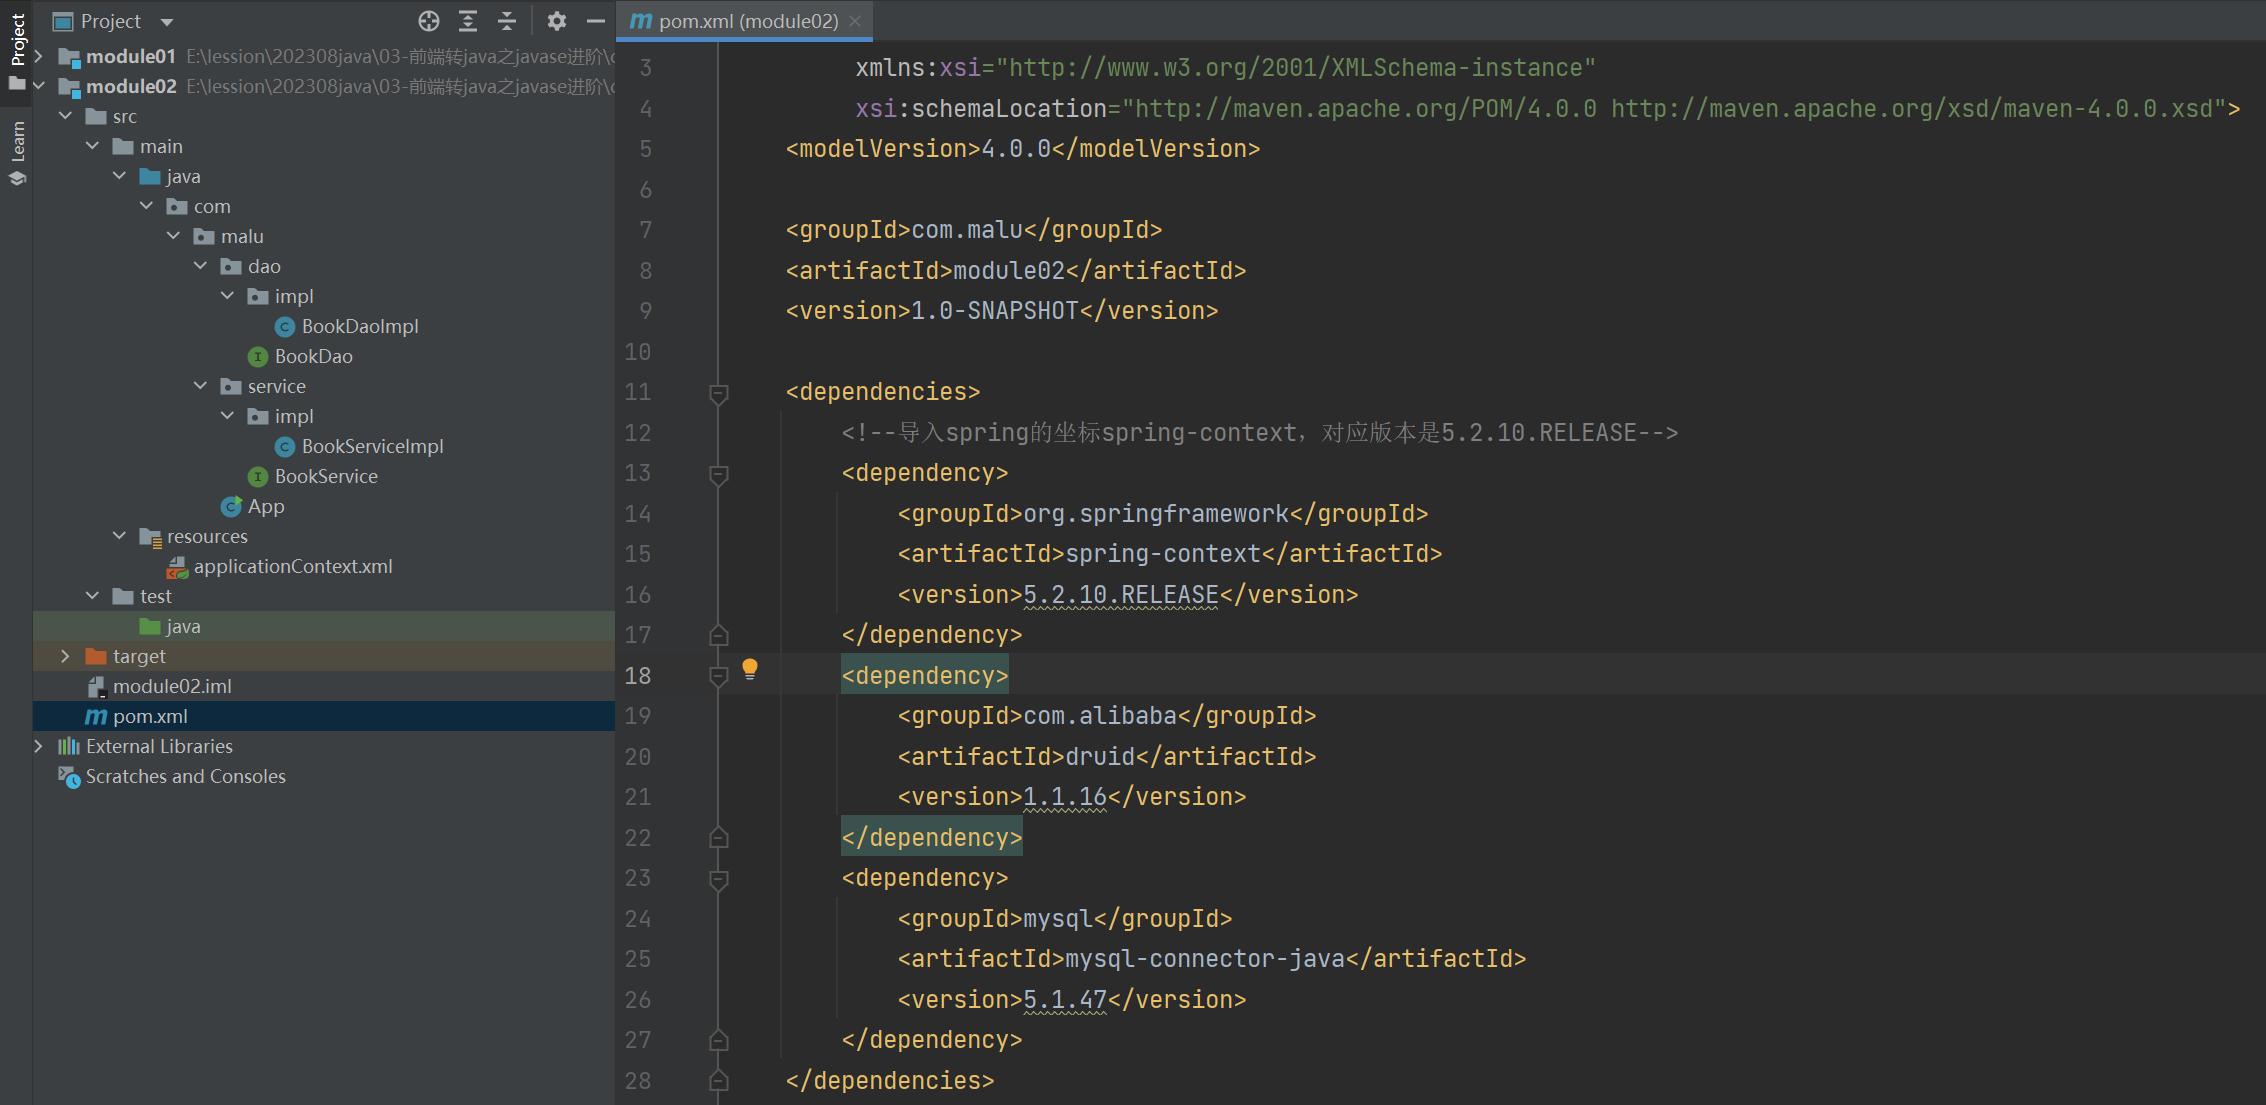 Project
Learn
Project
module01 E:\lession\202308java\03-前端转java之javase进阶\
module02 E:\lession\202308java\03-前端转java之javase进阶\
src
main
java
com
malu
dao
impl
BookDaoImpl
BookDao
service
impl
BookServiceImpl
BookService
App
resources
applicationContext.xml
test
java
target
module02.iml
pom.xml
External Libraries
Scratches and Consoles
pom.xml (module02)
3 xmlns:xsi="http://www.w3.org/2001/XMLSchema-instance"
4 xsi:schemaLocation="http://maven.apache.org/POM/4.0.0 http://maven.apache.org/xsd/maven-4.0.0.xsd">
5 <modelVersion>4.0.0</modelVersion>
6
7 <groupId>com.malu</groupId>
8 <artifactId>module02</artifactId>
9 <version>1.0-SNAPSHOT</version>
10
11 <dependencies>
12 <!--导入spring的坐标spring-context，对应版本是5.2.10.RELEASE-->
13 <dependency>
14 <groupId>org.springframework</groupId>
15 <artifactId>spring-context</artifactId>
16 <version>5.2.10.RELEASE</version>
17 </dependency>
18 <dependency>
19 <groupId>com.alibaba</groupId>
20 <artifactId>druid</artifactId>
21 <version>1.1.16</version>
22 </dependency>
23 <dependency>
24 <groupId>mysql</groupId>
25 <artifactId>mysql-connector-java</artifactId>
26 <version>5.1.47</version>
27 </dependency>
28 </dependencies>